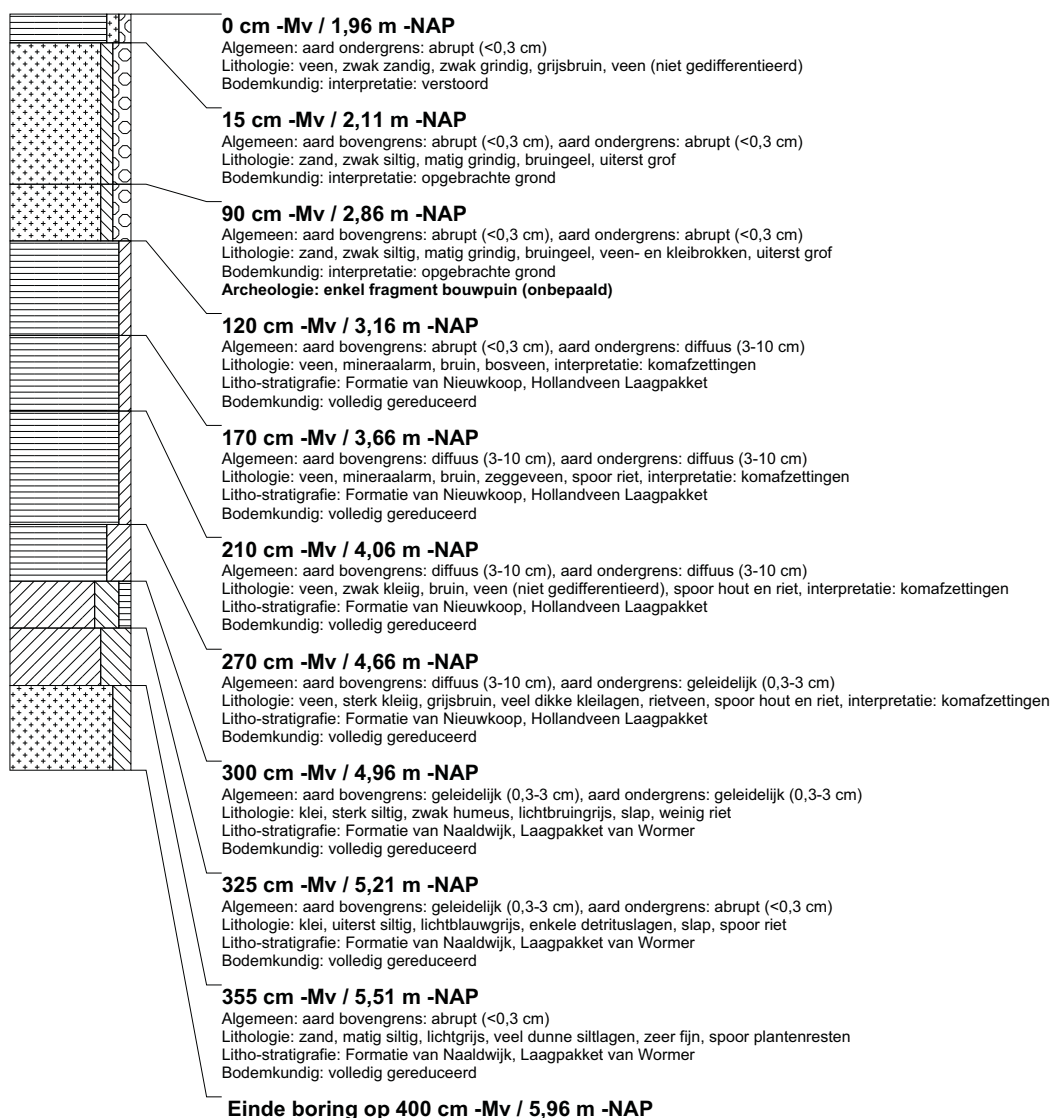 0 cm -Mv / 1,96 m -NAP
Algemeen: aard ondergrens: abrupt (<0,3 cm)
Lithologie: veen, zwak zandig, zwak grindig, grijsbruin, veen (niet gedifferentieerd)
Bodemkundig: interpretatie: verstoord
15 cm -Mv / 2,11 m -NAP
Algemeen: aard bovengrens: abrupt (<0,3 cm), aard ondergrens: abrupt (<0,3 cm)
Lithologie: zand, zwak siltig, matig grindig, bruingeel, uiterst grof
Bodemkundig: interpretatie: opgebrachte grond
90 cm -Mv / 2,86 m -NAP
Algemeen: aard bovengrens: abrupt (<0,3 cm), aard ondergrens: abrupt (<0,3 cm)
Lithologie: zand, zwak siltig, matig grindig, bruingeel, veen- en kleibrokken, uiterst grof
Bodemkundig: interpretatie: opgebrachte grond
Archeologie: enkel fragment bouwpuin (onbepaald)
120 cm -Mv / 3,16 m -NAP
Algemeen: aard bovengrens: abrupt (<0,3 cm), aard ondergrens: diffuus (3-10 cm)
Lithologie: veen, mineraalarm, bruin, bosveen, interpretatie: komafzettingen
Litho-stratigrafie: Formatie van Nieuwkoop, Hollandveen Laagpakket
Bodemkundig: volledig gereduceerd
170 cm -Mv / 3,66 m -NAP
Algemeen: aard bovengrens: diffuus (3-10 cm), aard ondergrens: diffuus (3-10 cm)
Lithologie: veen, mineraalarm, bruin, zeggeveen, spoor riet, interpretatie: komafzettingen
Litho-stratigrafie: Formatie van Nieuwkoop, Hollandveen Laagpakket
Bodemkundig: volledig gereduceerd
210 cm -Mv / 4,06 m -NAP
Algemeen: aard bovengrens: diffuus (3-10 cm), aard ondergrens: diffuus (3-10 cm)
Lithologie: veen, zwak kleiig, bruin, veen (niet gedifferentieerd), spoor hout en riet, interpretatie: komafzettingen
Litho-stratigrafie: Formatie van Nieuwkoop, Hollandveen Laagpakket
Bodemkundig: volledig gereduceerd
270 cm -Mv / 4,66 m -NAP
Algemeen: aard bovengrens: diffuus (3-10 cm), aard ondergrens: geleidelijk (0,3-3 cm)
Lithologie: veen, sterk kleiig, grijsbruin, veel dikke kleilagen, rietveen, spoor hout en riet, interpretatie: komafzettingen
Litho-stratigrafie: Formatie van Nieuwkoop, Hollandveen Laagpakket
Bodemkundig: volledig gereduceerd
300 cm -Mv / 4,96 m -NAP
Algemeen: aard bovengrens: geleidelijk (0,3-3 cm), aard ondergrens: geleidelijk (0,3-3 cm)
Lithologie: klei, sterk siltig, zwak humeus, lichtbruingrijs, slap, weinig riet
Litho-stratigrafie: Formatie van Naaldwijk, Laagpakket van Wormer
Bodemkundig: volledig gereduceerd
325 cm -Mv / 5,21 m -NAP
Algemeen: aard bovengrens: geleidelijk (0,3-3 cm), aard ondergrens: abrupt (<0,3 cm)
Lithologie: klei, uiterst siltig, lichtblauwgrijs, enkele detrituslagen, slap, spoor riet
Litho-stratigrafie: Formatie van Naaldwijk, Laagpakket van Wormer
Bodemkundig: volledig gereduceerd
355 cm -Mv / 5,51 m -NAP
Algemeen: aard bovengrens: abrupt (<0,3 cm)
Lithologie: zand, matig siltig, lichtgrijs, veel dunne siltlagen, zeer fijn, spoor plantenresten
Litho-stratigrafie: Formatie van Naaldwijk, Laagpakket van Wormer
Bodemkundig: volledig gereduceerd
Einde boring op 400 cm -Mv / 5,96 m -NAP